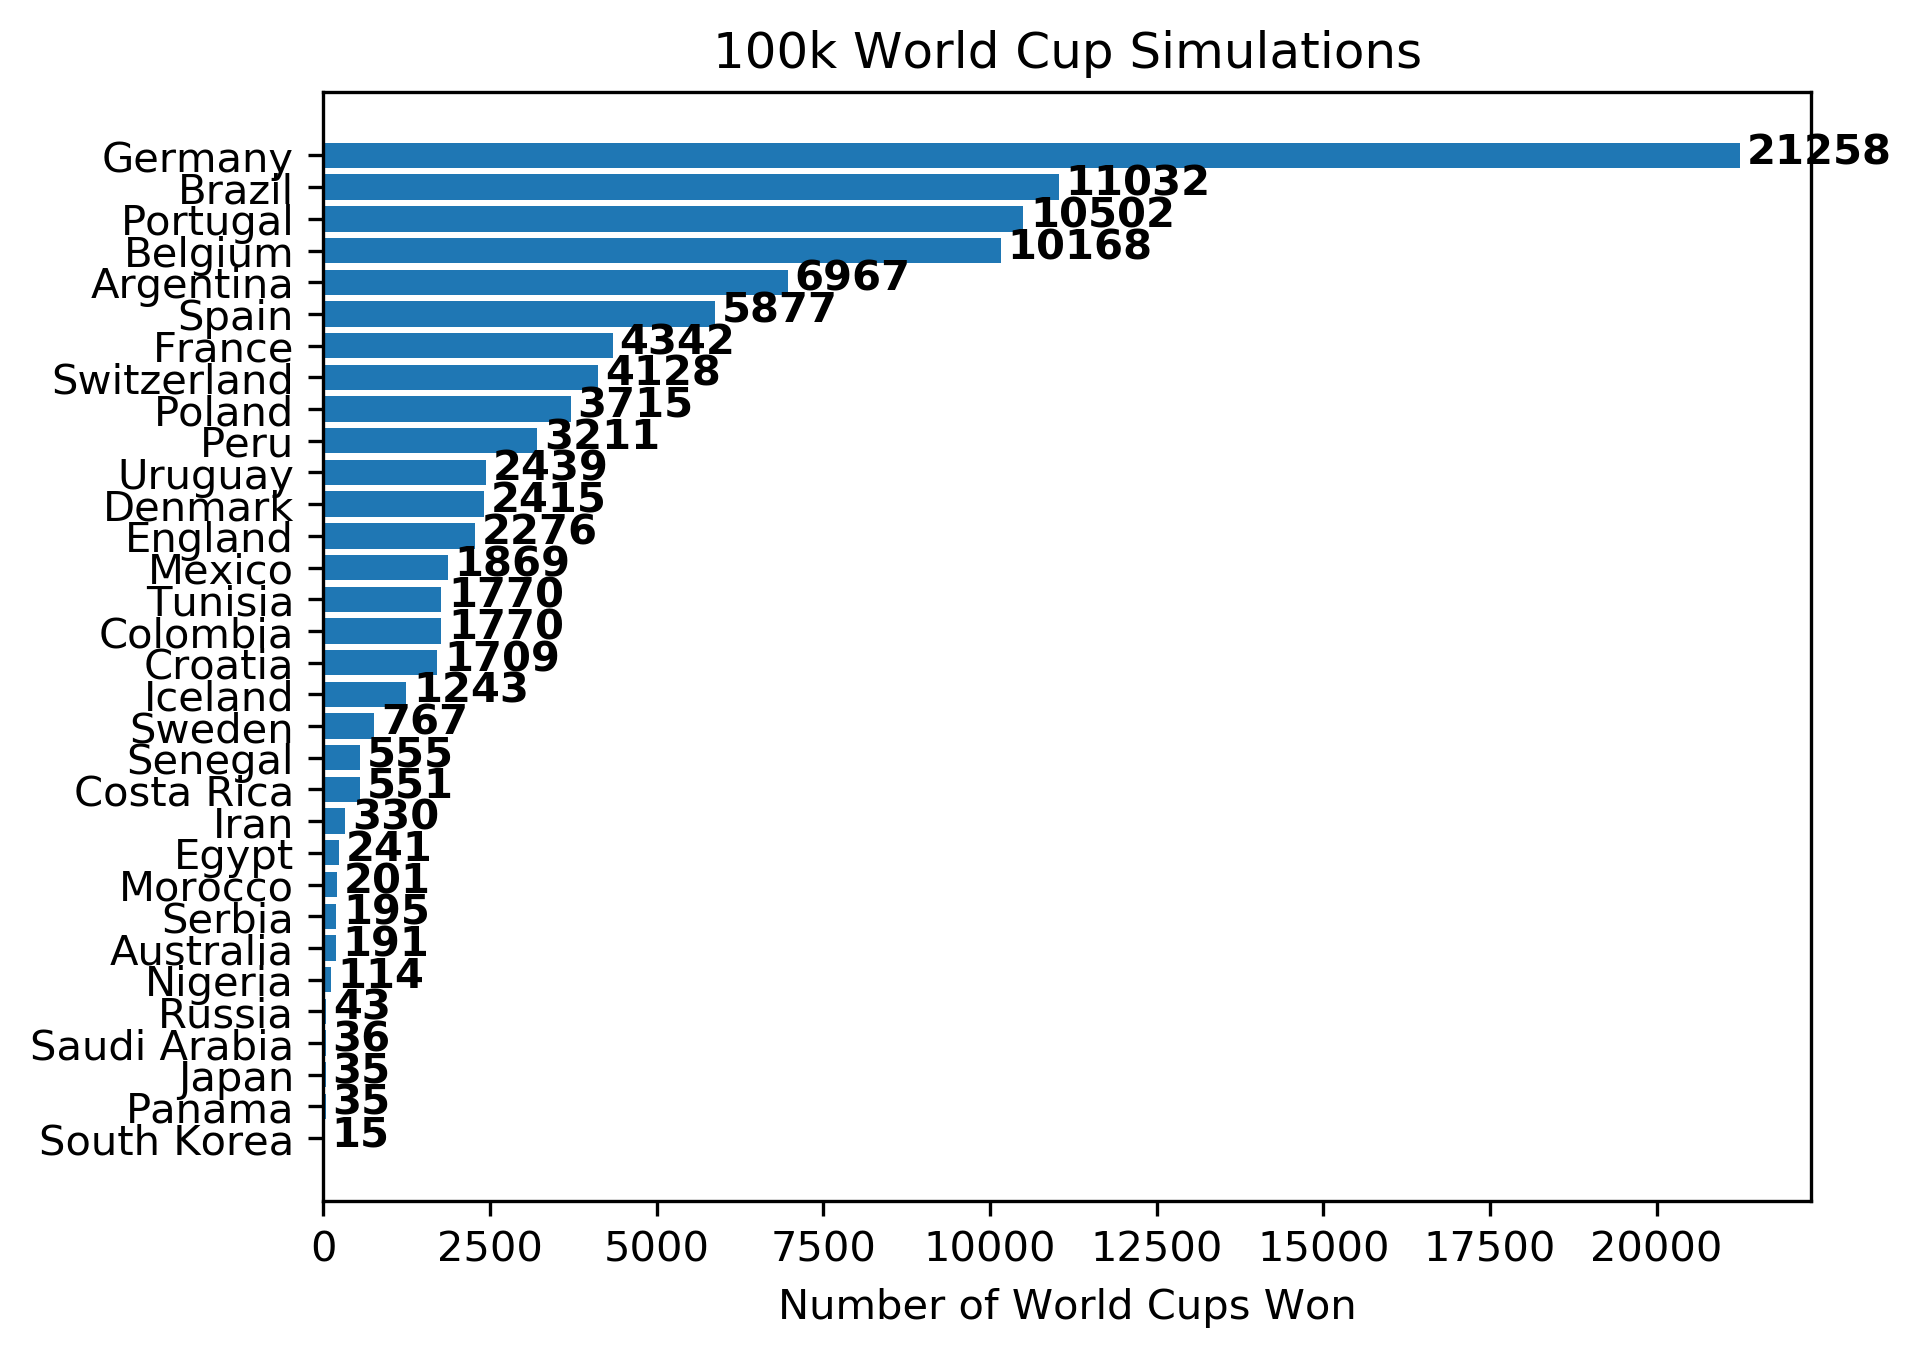 100k World Cup Simulations
Germany 21258
Brazil 11032
Portugal 10502
Belgium 10168
Argentina 6967
Spain 5877
France 4342
Switzerland 4128
Poland 3715
Peru 3211
Uruguay 2439
Denmark 2415
England 2276
Mexico 1869
Tunisia 1770
Colombia 1770
Croatia 1709
Iceland 1243
Sweden 767
Senegal 555
Costa Rica 551
Iran 330
Egypt 241
Morocco 201
Serbia 195
Australia 191
Nigeria 114
Russia 43
Saudi Arabia 36
Japan 35
Panama 35
South Korea 15
0 2500 5000 7500 10000 12500 15000 17500 20000
Number of World Cups Won